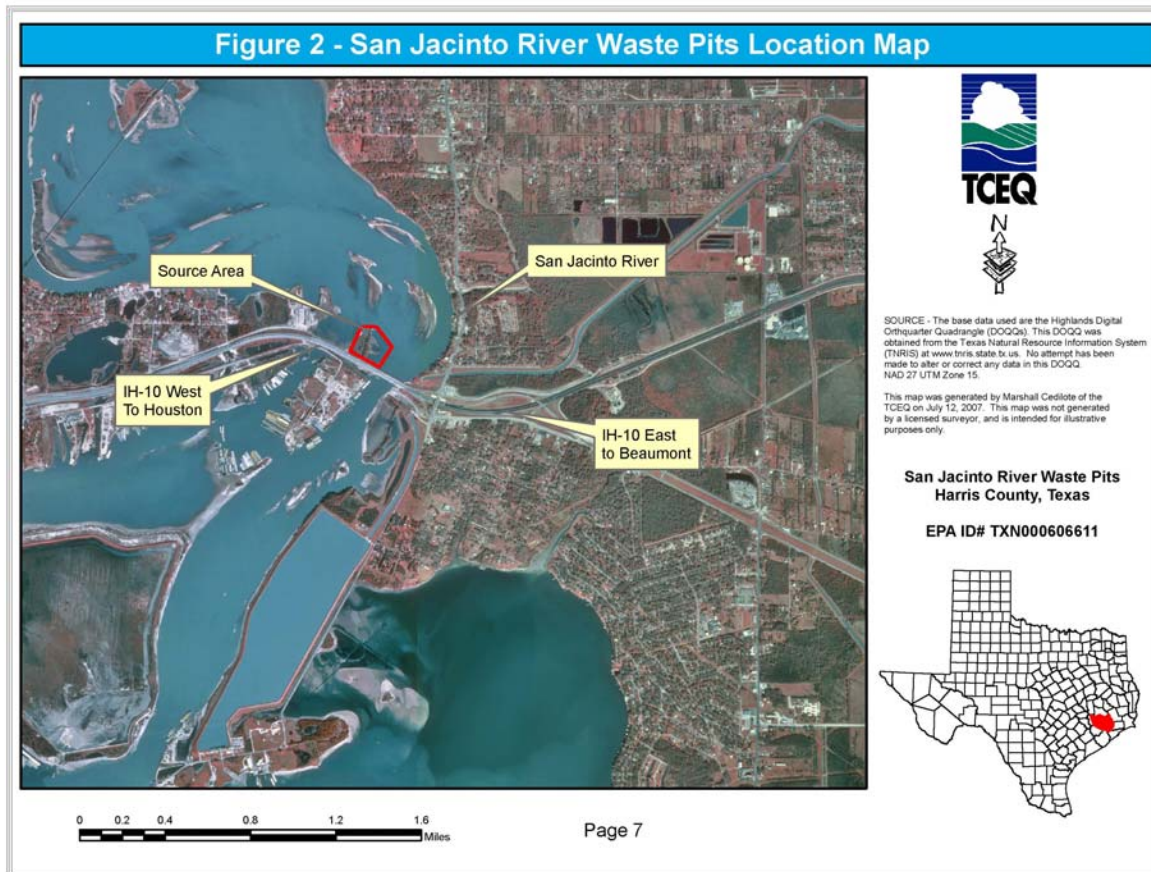 Figure 2 - San Jacinto River Waste Pits Location Map
Source Area
San Jacinto River
IH-10 West
To Houston
IH-10 East
to Beaumont
TCEQ
N
SOURCE - The base data used are the Highlands Digital
Orthquarter Quadrangle (DOQQs). This DOQQ was
obtained from the Texas Natural Resource Information System
(TNRIS) at www.tnris.state.tx.us. No attempt has been
made to alter or correct any data in this DOQQ.
NAD 27 UTM Zone 15.
This map was generated by Marshall Cedilote of the
TCEQ on July 12, 2007. This map was not generated
by a licensed surveyor, and is intended for illustrative
purposes only.
San Jacinto River Waste Pits
Harris County, Texas
EPA ID# TXN000606611
0 0.2 0.4 0.8 1.2 1.6
Miles
Page 7